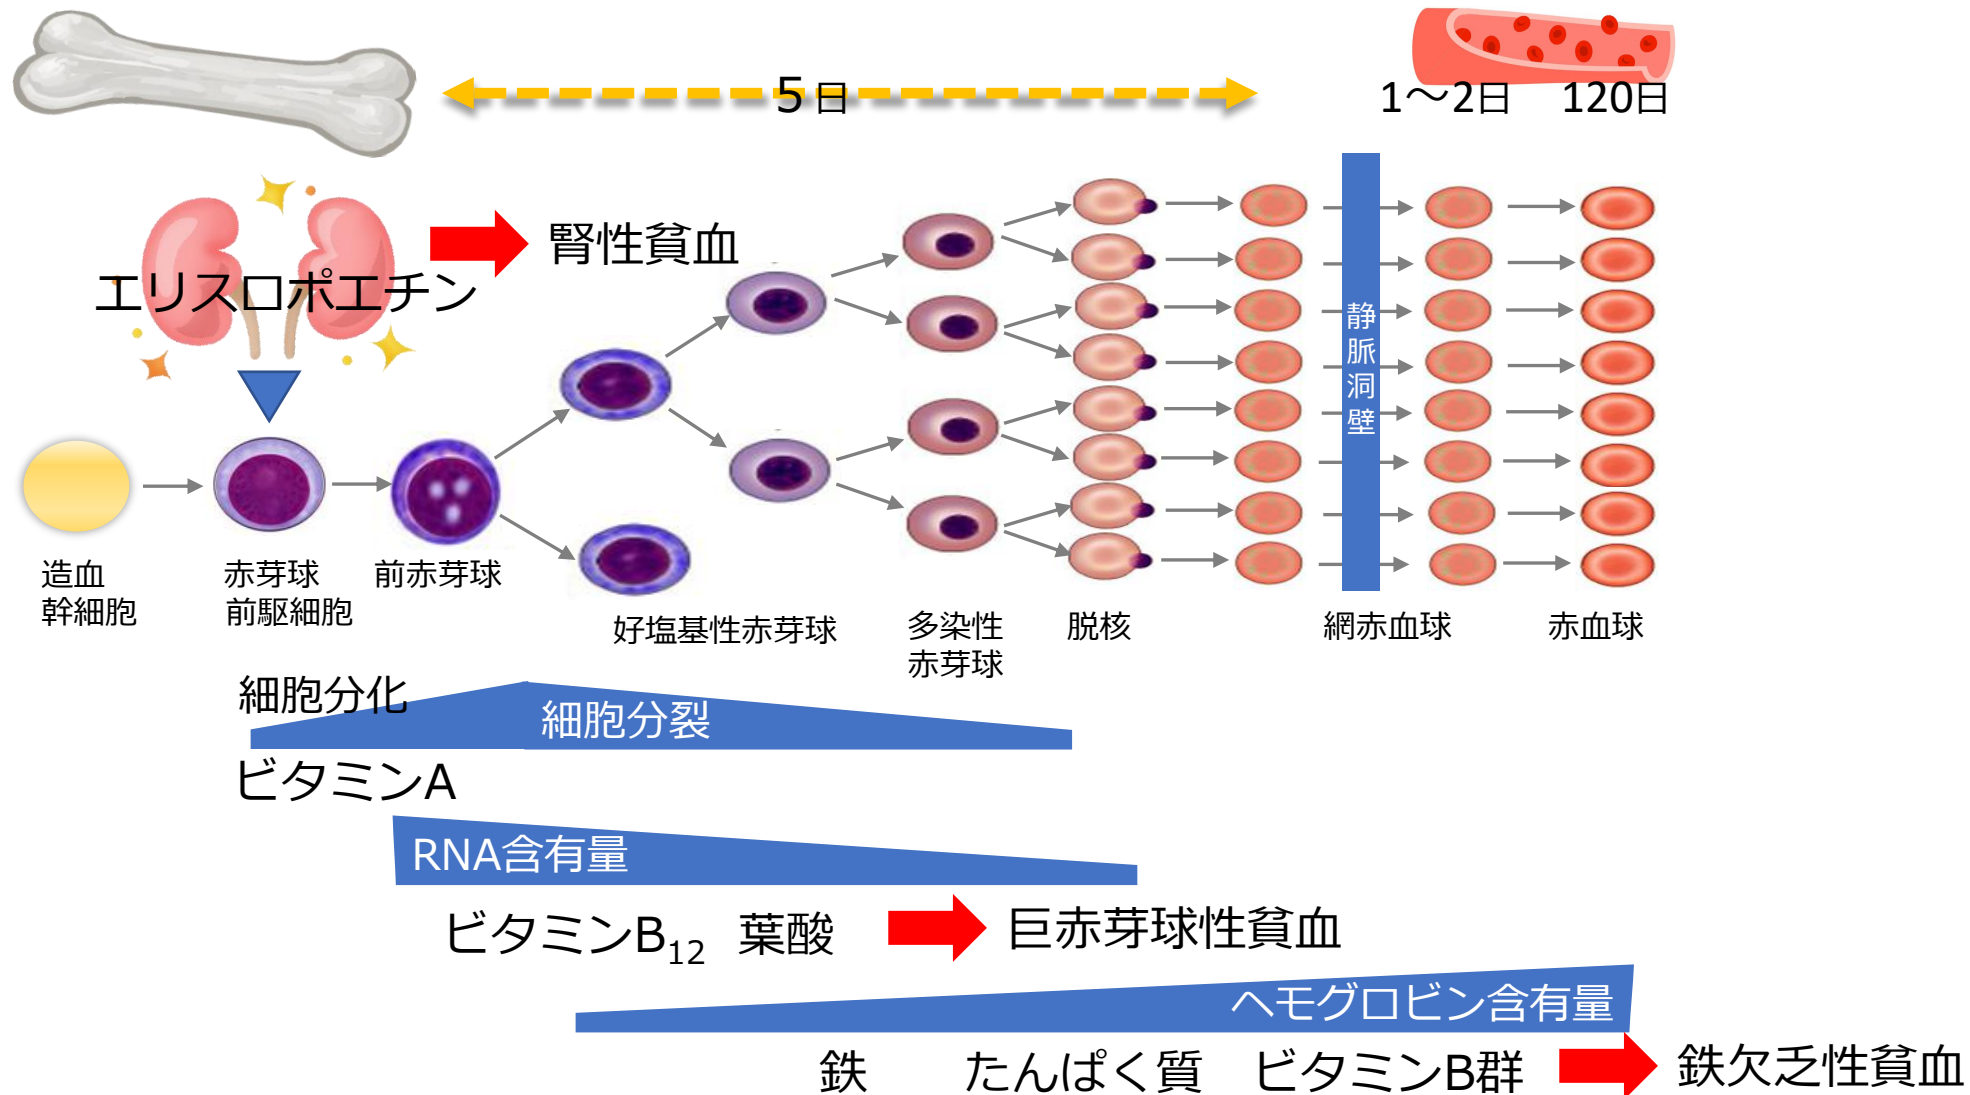 5日
1～2日
120日
腎性貧血
エリスロポエチン
静脈洞壁
造血
幹細胞
赤芽球
前駆細胞
前赤芽球
好塩基性赤芽球
多染性
赤芽球
脱核
網赤血球
赤血球
細胞分化
細胞分裂
ビタミンA
RNA含有量
ビタミンB₁₂ 葉酸
巨赤芽球性貧血
ヘモグロビン含有量
鉄 たんぱく質 ビタミンB群
鉄欠乏性貧血